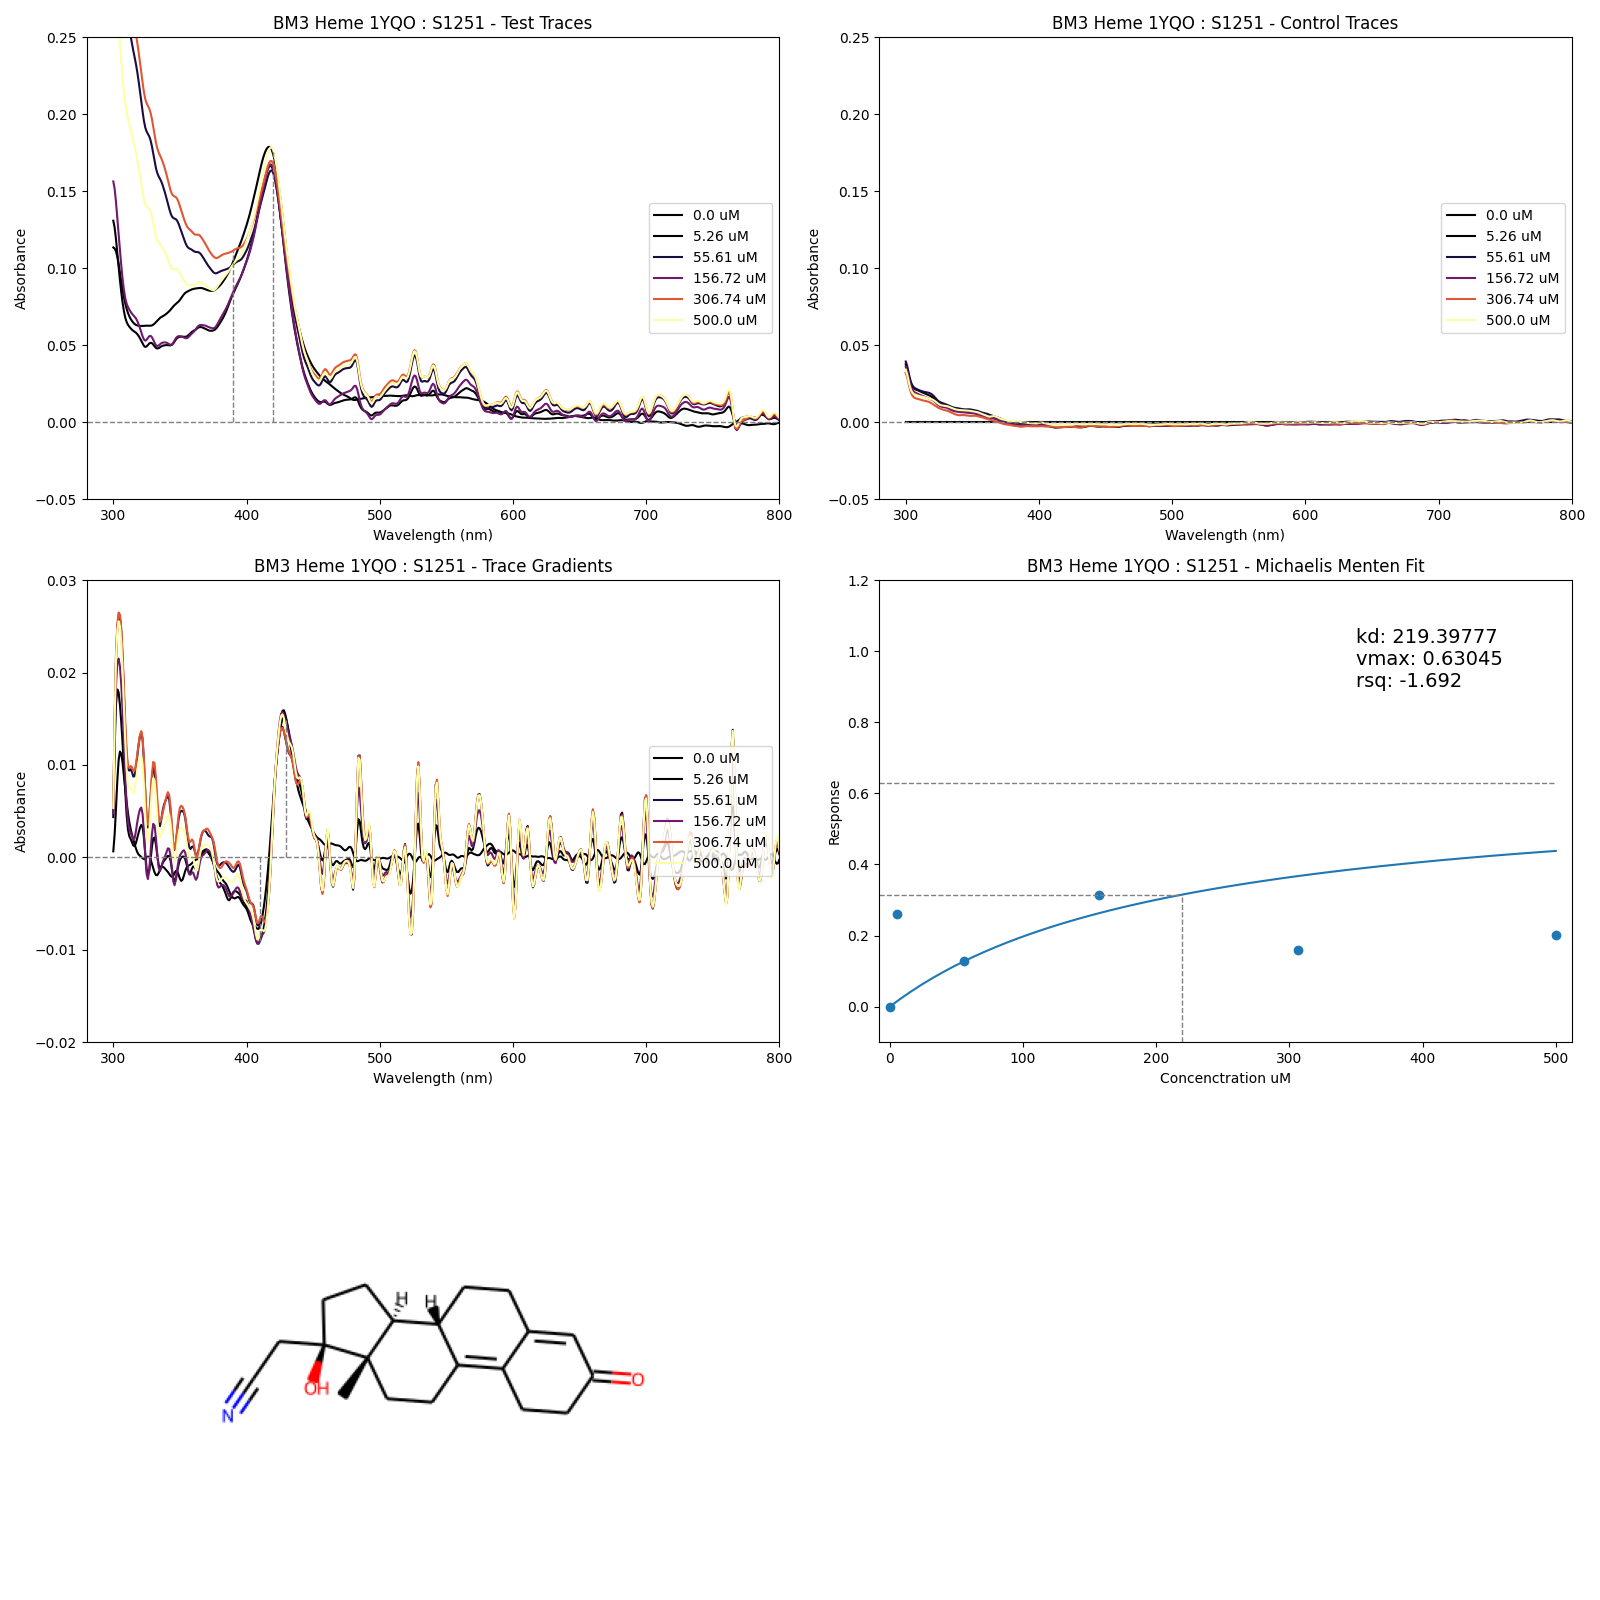 BM3 Heme 1YQO : S1251 - Test Traces
0.25
0.20
0.15
0.10
0.05
0.00
−0.05
Absorbance
300
400
500
600
700
800
Wavelength (nm)
0.0 uM
5.26 uM
55.61 uM
156.72 uM
306.74 uM
500.0 uM
BM3 Heme 1YQO : S1251 - Control Traces
0.25
0.20
0.15
0.10
0.05
0.00
−0.05
Absorbance
300
400
500
600
700
800
Wavelength (nm)
0.0 uM
5.26 uM
55.61 uM
156.72 uM
306.74 uM
500.0 uM
BM3 Heme 1YQO : S1251 - Trace Gradients
0.03
0.02
0.01
0.00
−0.01
−0.02
Absorbance
300
400
500
600
700
800
Wavelength (nm)
0.0 uM
5.26 uM
55.61 uM
156.72 uM
306.74 uM
500.0 uM
BM3 Heme 1YQO : S1251 - Michaelis Menten Fit
1.2
1.0
0.8
0.6
0.4
0.2
0.0
Response
kd: 219.39777
vmax: 0.63045
rsq: -1.692
0
100
200
300
400
500
Concenctration uM
H
H
OH
N
O